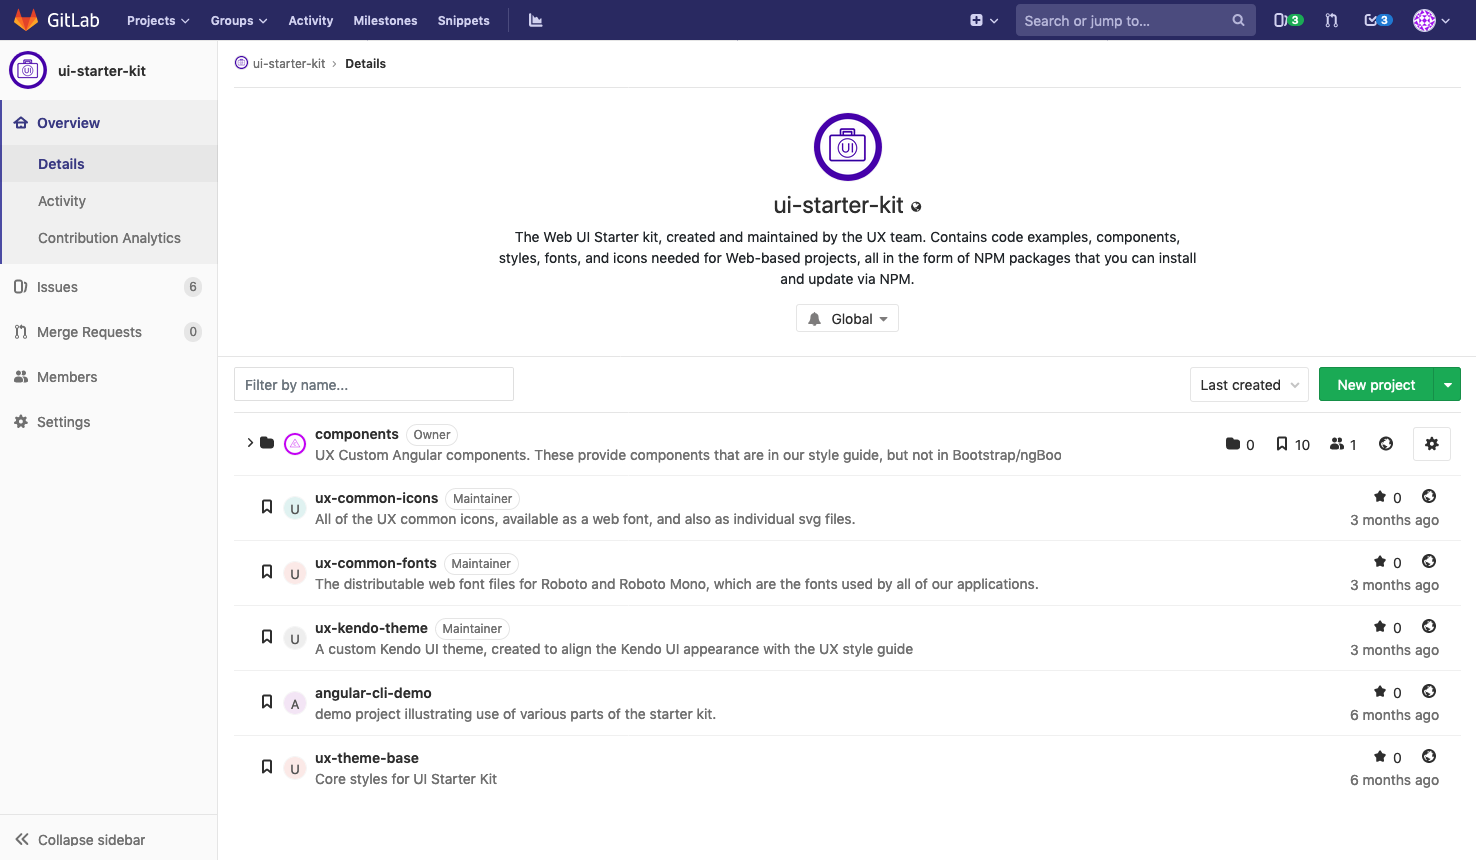 GitLab Projects Groups Activity Milestones Snippets Search or jump to... 3 3
ui-starter-kit
Overview
Details
Activity
Contribution Analytics
Issues 6
Merge Requests 0
Members
Settings
Collapse sidebar
ui-starter-kit › Details
UI
ui-starter-kit
The Web UI Starter kit, created and maintained by the UX team. Contains code examples, components,
styles, fonts, and icons needed for Web-based projects, all in the form of NPM packages that you can install
and update via NPM.
Global
Filter by name... Last created New project
components Owner 0 10 1
UX Custom Angular components. These provide components that are in our style guide, but not in Bootstrap/ngBoo
U ux-common-icons Maintainer 0
All of the UX common icons, available as a web font, and also as individual svg files. 3 months ago
U ux-common-fonts Maintainer 0
The distributable web font files for Roboto and Roboto Mono, which are the fonts used by all of our applications. 3 months ago
U ux-kendo-theme Maintainer 0
A custom Kendo UI theme, created to align the Kendo UI appearance with the UX style guide 3 months ago
A angular-cli-demo 0
demo project illustrating use of various parts of the starter kit. 6 months ago
U ux-theme-base 0
Core styles for UI Starter Kit 6 months ago